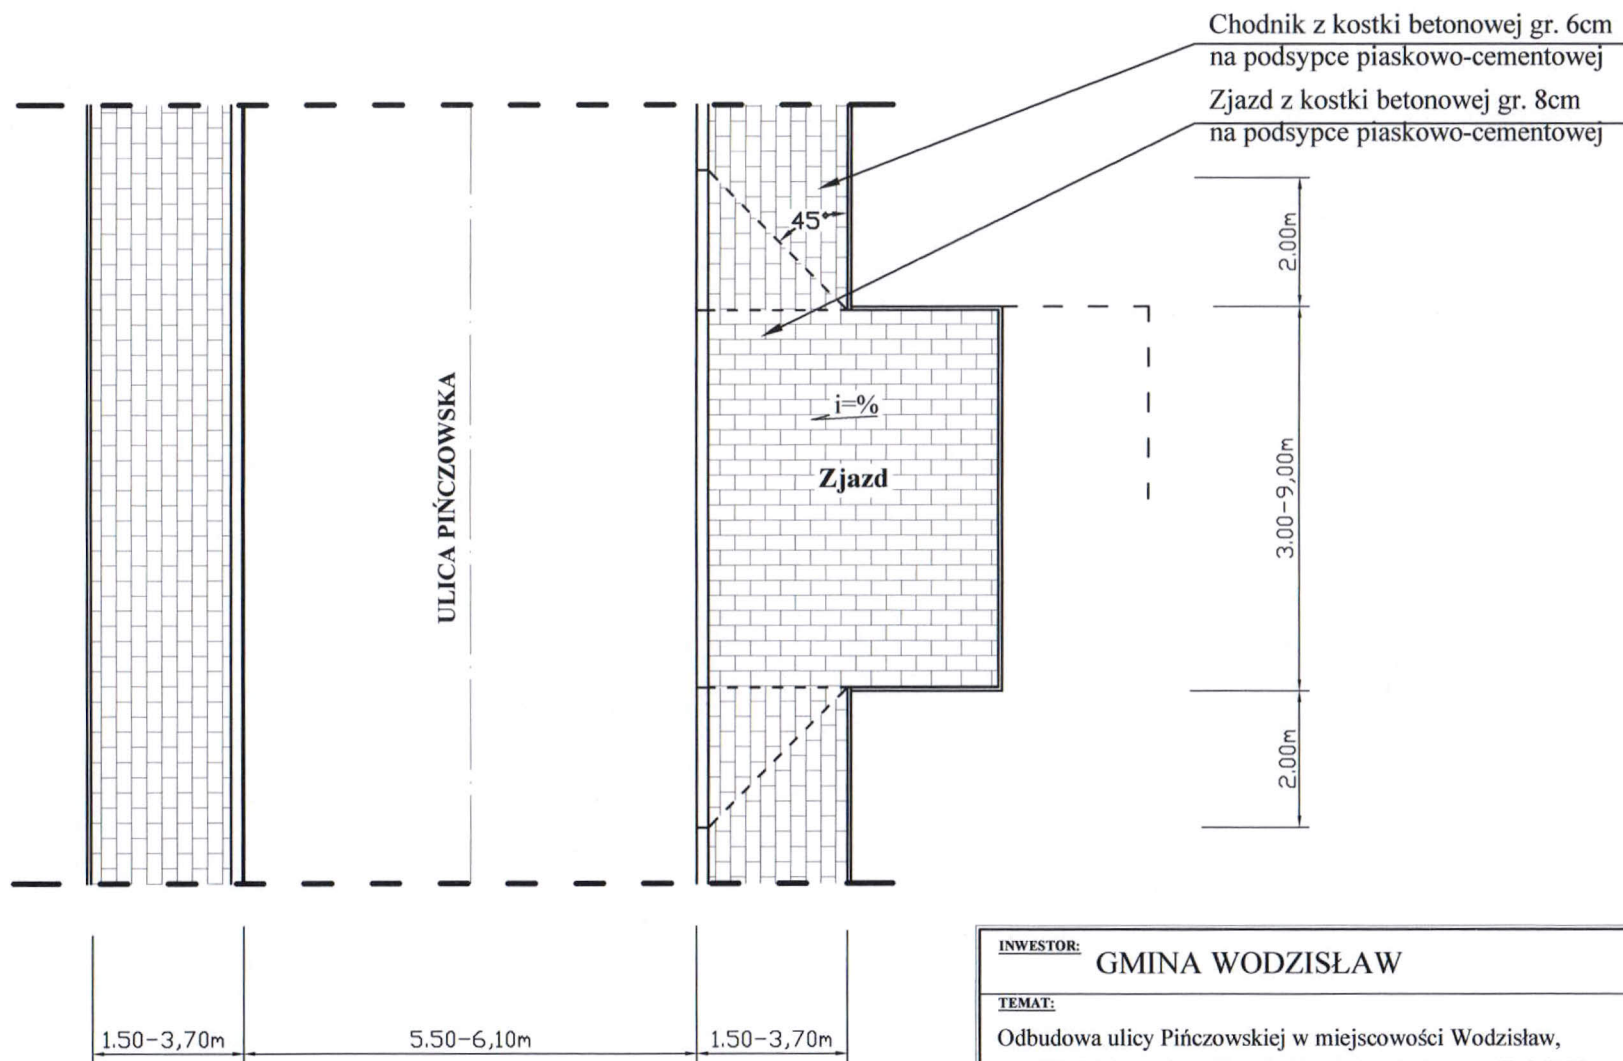 Chodnik z kostki betonowej gr. 6cm
na podsypce piaskowo-cementowej
Zjazd z kostki betonowej gr. 8cm
na podsypce piaskowo-cementowej
45°
2.00m
ULICA PIŃCZOWSKA
i=%
Zjazd
3.00-9,00m
2.00m
1.50-3,70m
5.50-6,10m
1.50-3,70m
INWESTOR:
GMINA WODZISŁAW
TEMAT:
Odbudowa ulicy Pińczowskiej w miejscowości Wodzisław,